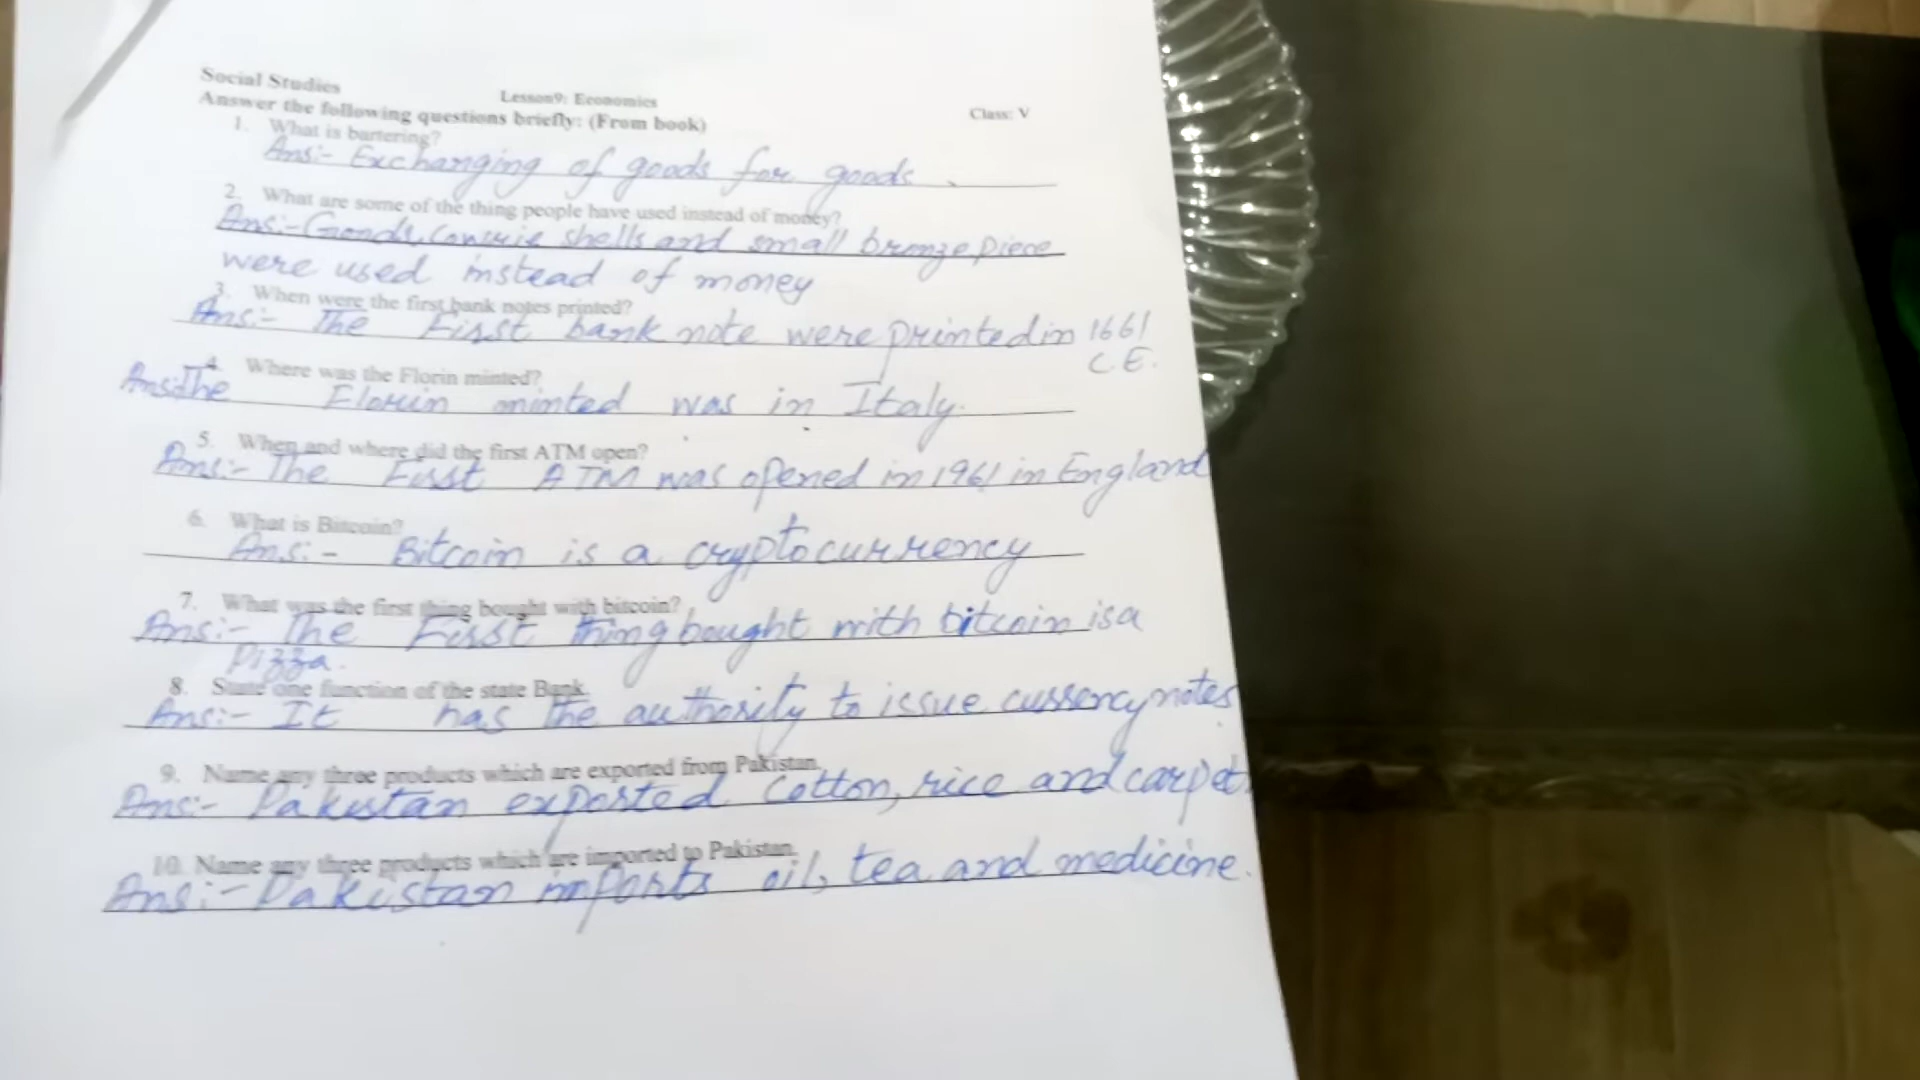 Social Studies
Lesson9: Economics
Class: V
Answer the following questions briefly: (From book)
1. What is bartering?
Ans:- Exchanging of goods for goods.
2. What are some of the thing people have used instead of money?
Ans:- Goods, Cowrie shells and small bronze piece
were used instead of money
3. When were the first bank notes printed?
Ans:- The First bank note were printed in 1661
C.E.
4. Where was the Florin minted?
Ans:The Florin minted was in Italy.
5. When and where did the first ATM open?
Ans:- The First ATM was opened in 1961 in England
6. What is Bitcoin?
Ans:- Bitcoin is a cryptocurrency
7. What was the first thing bought with bitcoin?
Ans:- The First thing bought with bitcoin is a
Pizza.
8. State one function of the state Bank.
Ans:- It has the authority to issue currency notes
9. Name any three products which are exported from Pakistan.
Ans:- Pakistan exported Cotton, rice and carpet.
10. Name any three products which are imported to Pakistan.
Ans:- Pakistan imports oil, tea and medicine.